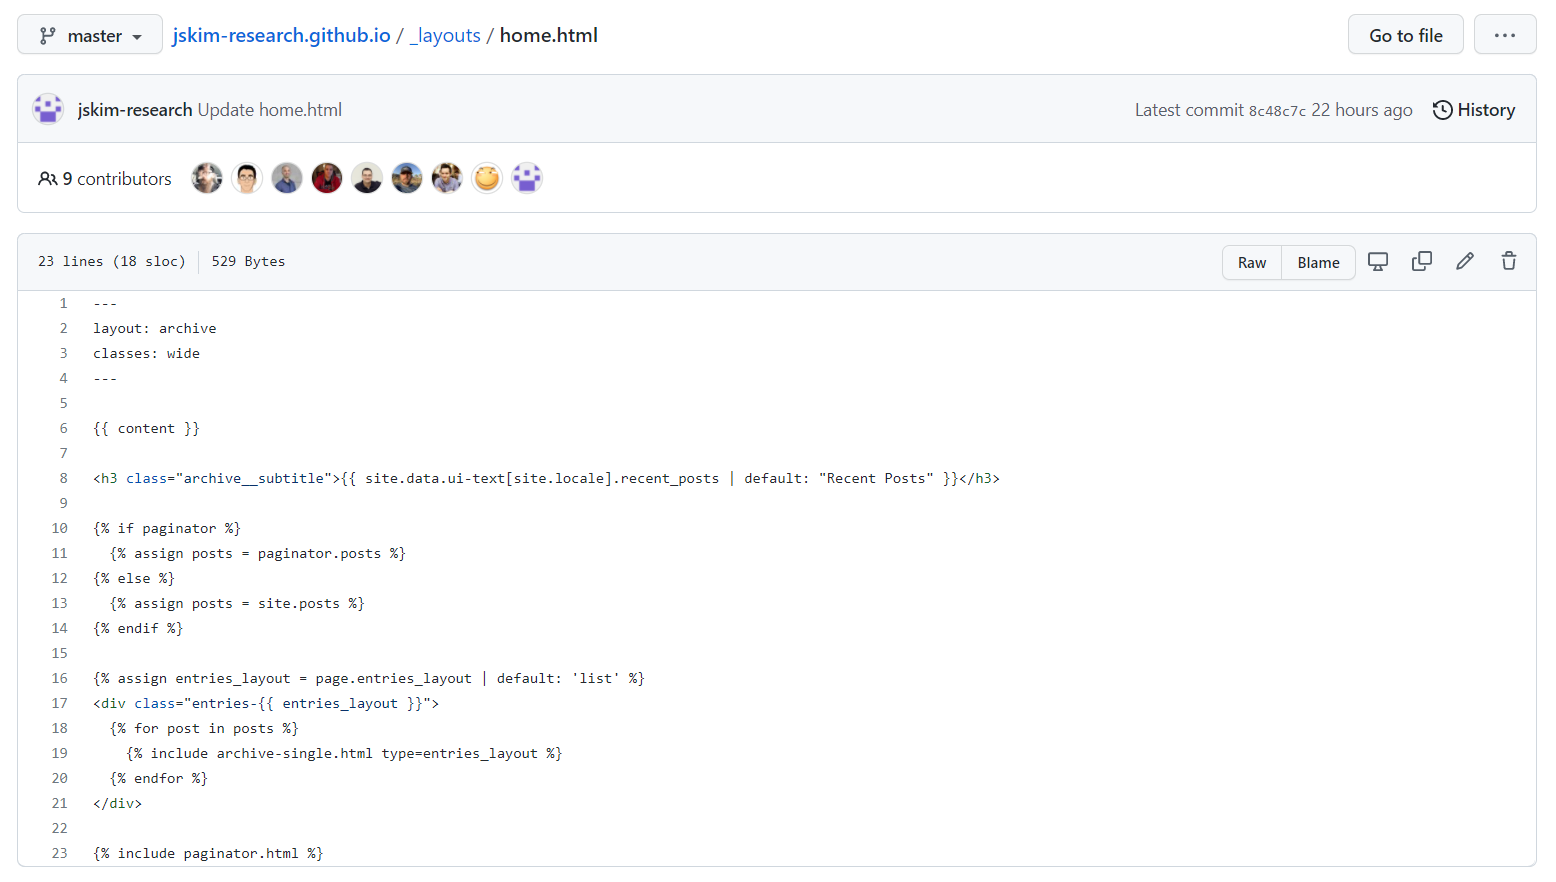 master jskim-research.github.io / _layouts / home.html Go to file ...
jskim-research Update home.html Latest commit 8c48c7c 22 hours ago History
9 contributors
23 lines (18 sloc) 529 Bytes Raw Blame
1 ---
2 layout: archive
3 classes: wide
4 ---
5
6 {{ content }}
7
8 <h3 class="archive__subtitle">{{ site.data.ui-text[site.locale].recent_posts | default: "Recent Posts" }}</h3>
9
10 {% if paginator %}
11   {% assign posts = paginator.posts %}
12 {% else %}
13   {% assign posts = site.posts %}
14 {% endif %}
15
16 {% assign entries_layout = page.entries_layout | default: 'list' %}
17 <div class="entries-{{ entries_layout }}">
18   {% for post in posts %}
19     {% include archive-single.html type=entries_layout %}
20   {% endfor %}
21 </div>
22
23 {% include paginator.html %}